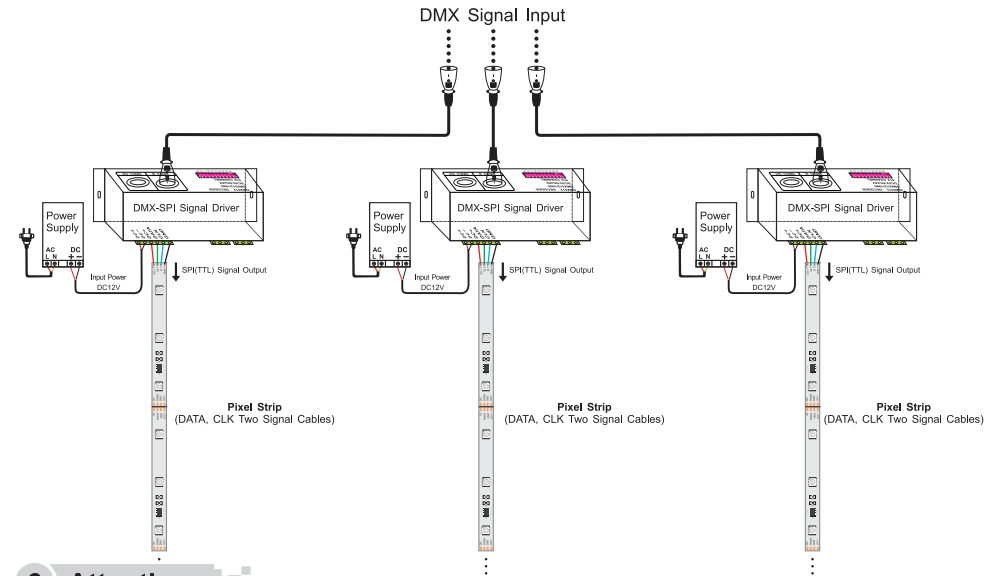 DMX Signal Input
DMX-SPI Signal Driver
Power
Supply
AC DC
L N + −
Input Power
DC12V
SPI(TTL) Signal Output
Pixel Strip
(DATA, CLK Two Signal Cables)
DMX-SPI Signal Driver
Power
Supply
AC DC
L N + −
Input Power
DC12V
SPI(TTL) Signal Output
Pixel Strip
(DATA, CLK Two Signal Cables)
DMX-SPI Signal Driver
Power
Supply
AC DC
L N + −
Input Power
DC12V
SPI(TTL) Signal Output
Pixel Strip
(DATA, CLK Two Signal Cables)